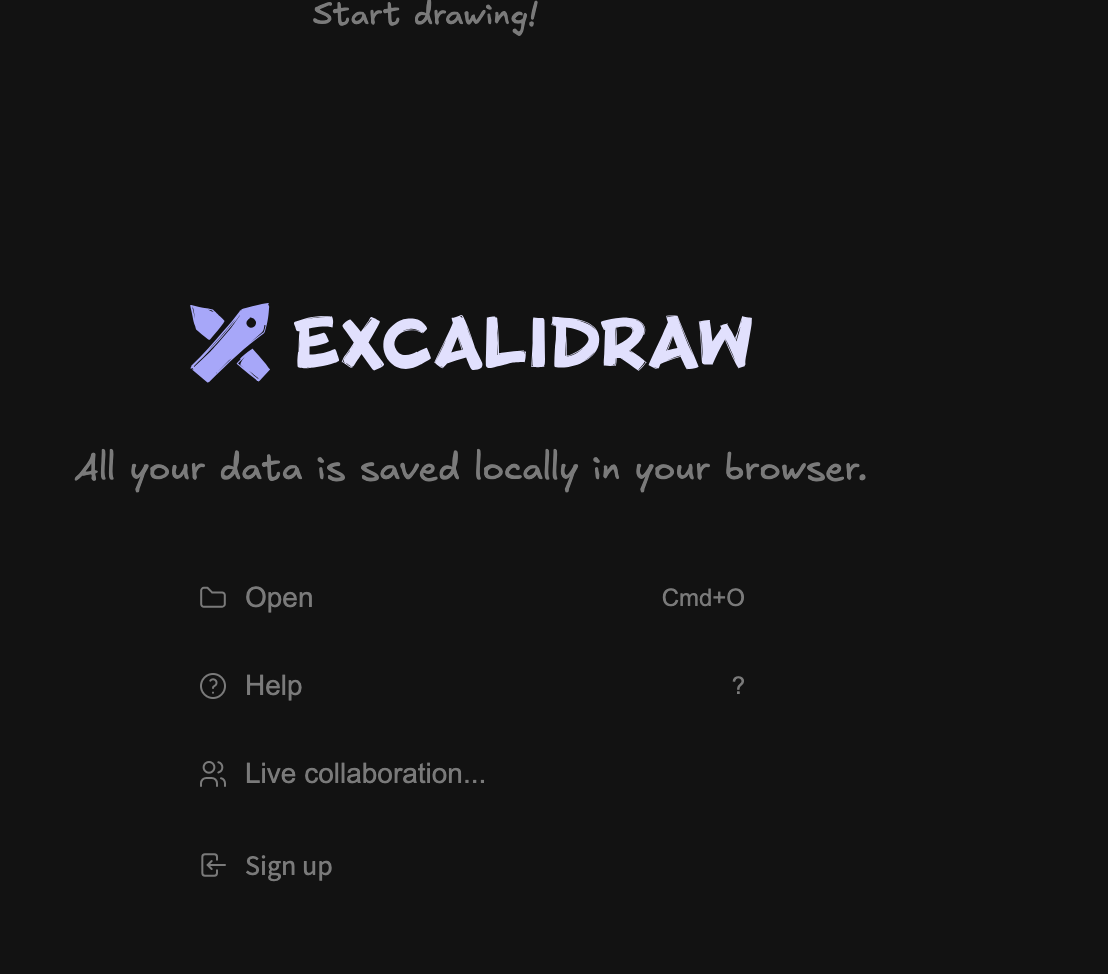 Start drawing!
EXCALIDRAW
All your data is saved locally in your browser.
Open Cmd+O
Help ?
Live collaboration...
Sign up